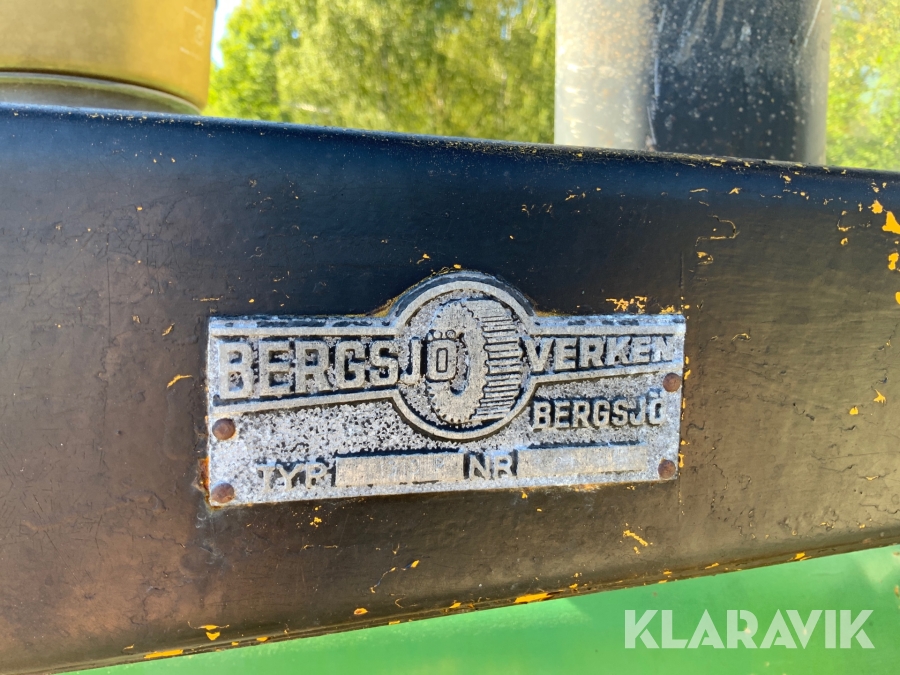 BERGSJÖ VERKEN
BERGSJÖ
TYP NR
KLARAVIK